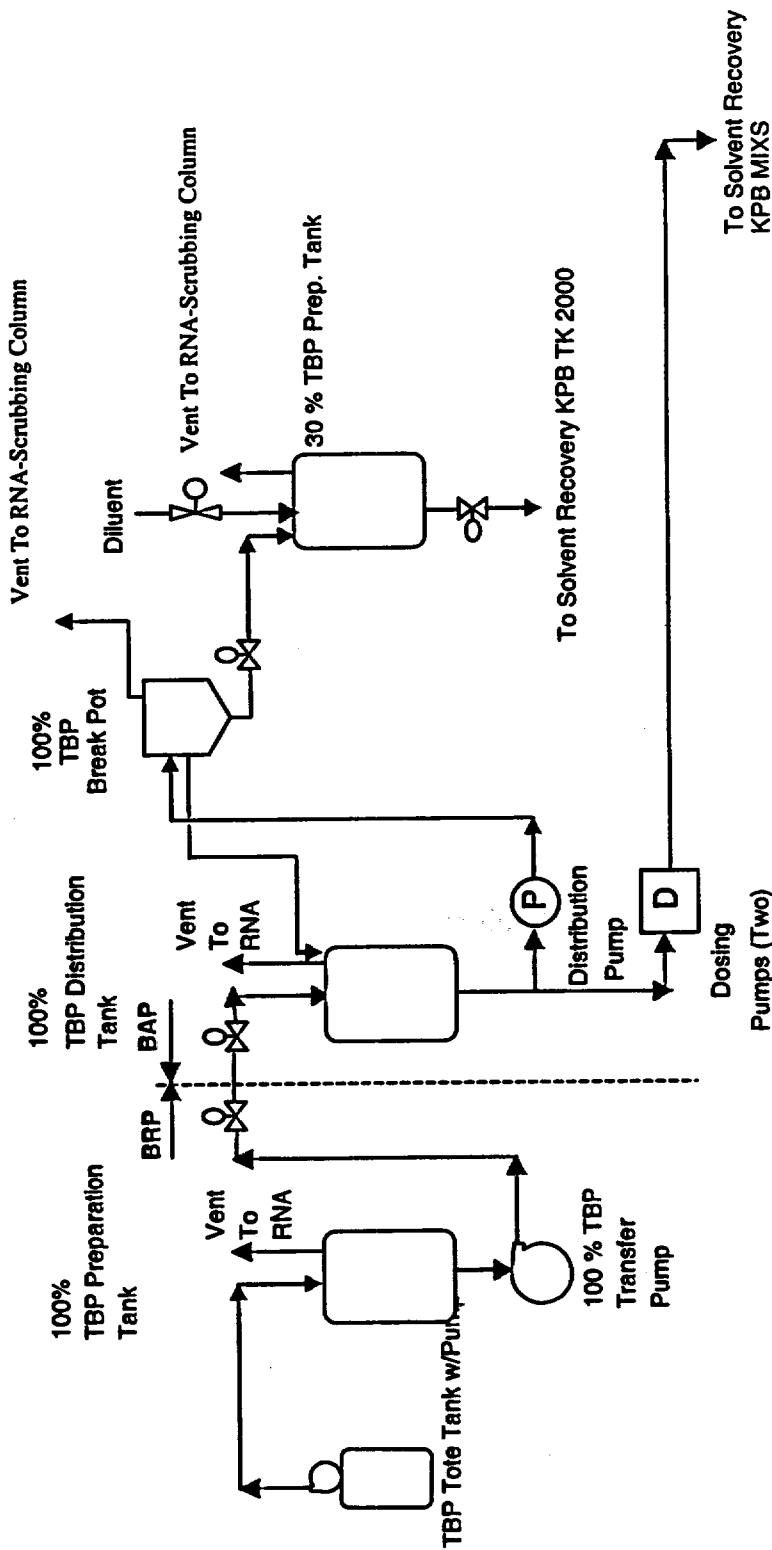 100%
TBP Preparation
Tank
Vent
To
RNA
TBP Tote Tank w/Pump
100 % TBP
Transfer
Pump
BRP
BAP
100%
TBP Distribution
Tank
Vent
To
RNA
P
Distribution
Pump
D
Dosing
Pumps (Two)
100%
TBP
Break Pot
Vent To RNA-Scrubbing Column
Diluent
Vent To RNA-Scrubbing Column
30 % TBP Prep. Tank
To Solvent Recovery KPB TK 2000
To Solvent Recovery
KPB MIXS